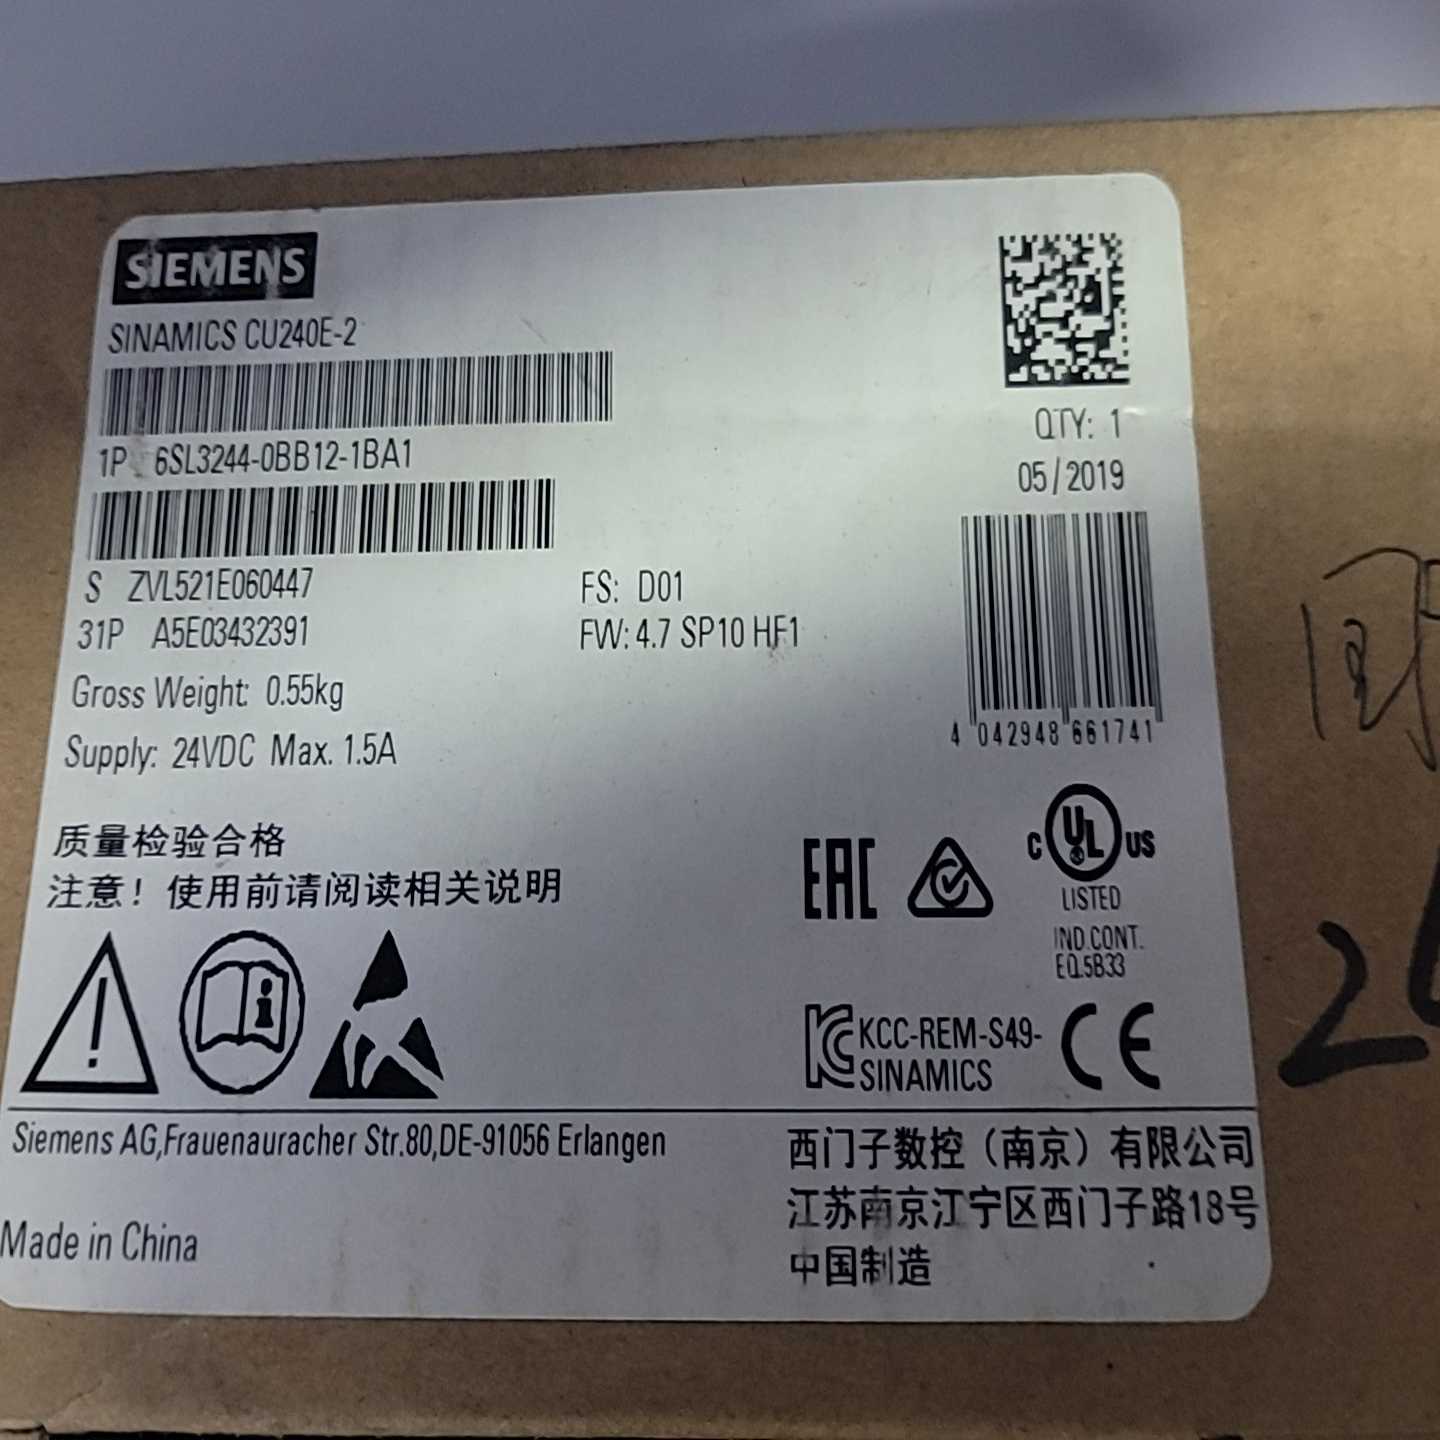 SIEMENS
SINAMICS CU240E-2
1P 6SL3244-0BB12-1BA1
QTY: 1
05/2019
S ZVL521E060447
FS: D01
31P A5E03432391
FW: 4.7 SP10 HF1
Gross Weight: 0.55kg
Supply: 24VDC Max. 1.5A
4 042948 661741
质量检验合格
注意！使用前请阅读相关说明
EAC
C UL US
LISTED
IND.CONT.
EQ.5B33
KCC-REM-S49-
SINAMICS
CE
Siemens AG,Frauenauracher Str.80,DE-91056 Erlangen
Made in China
西门子数控（南京）有限公司
江苏南京江宁区西门子路18号
中国制造